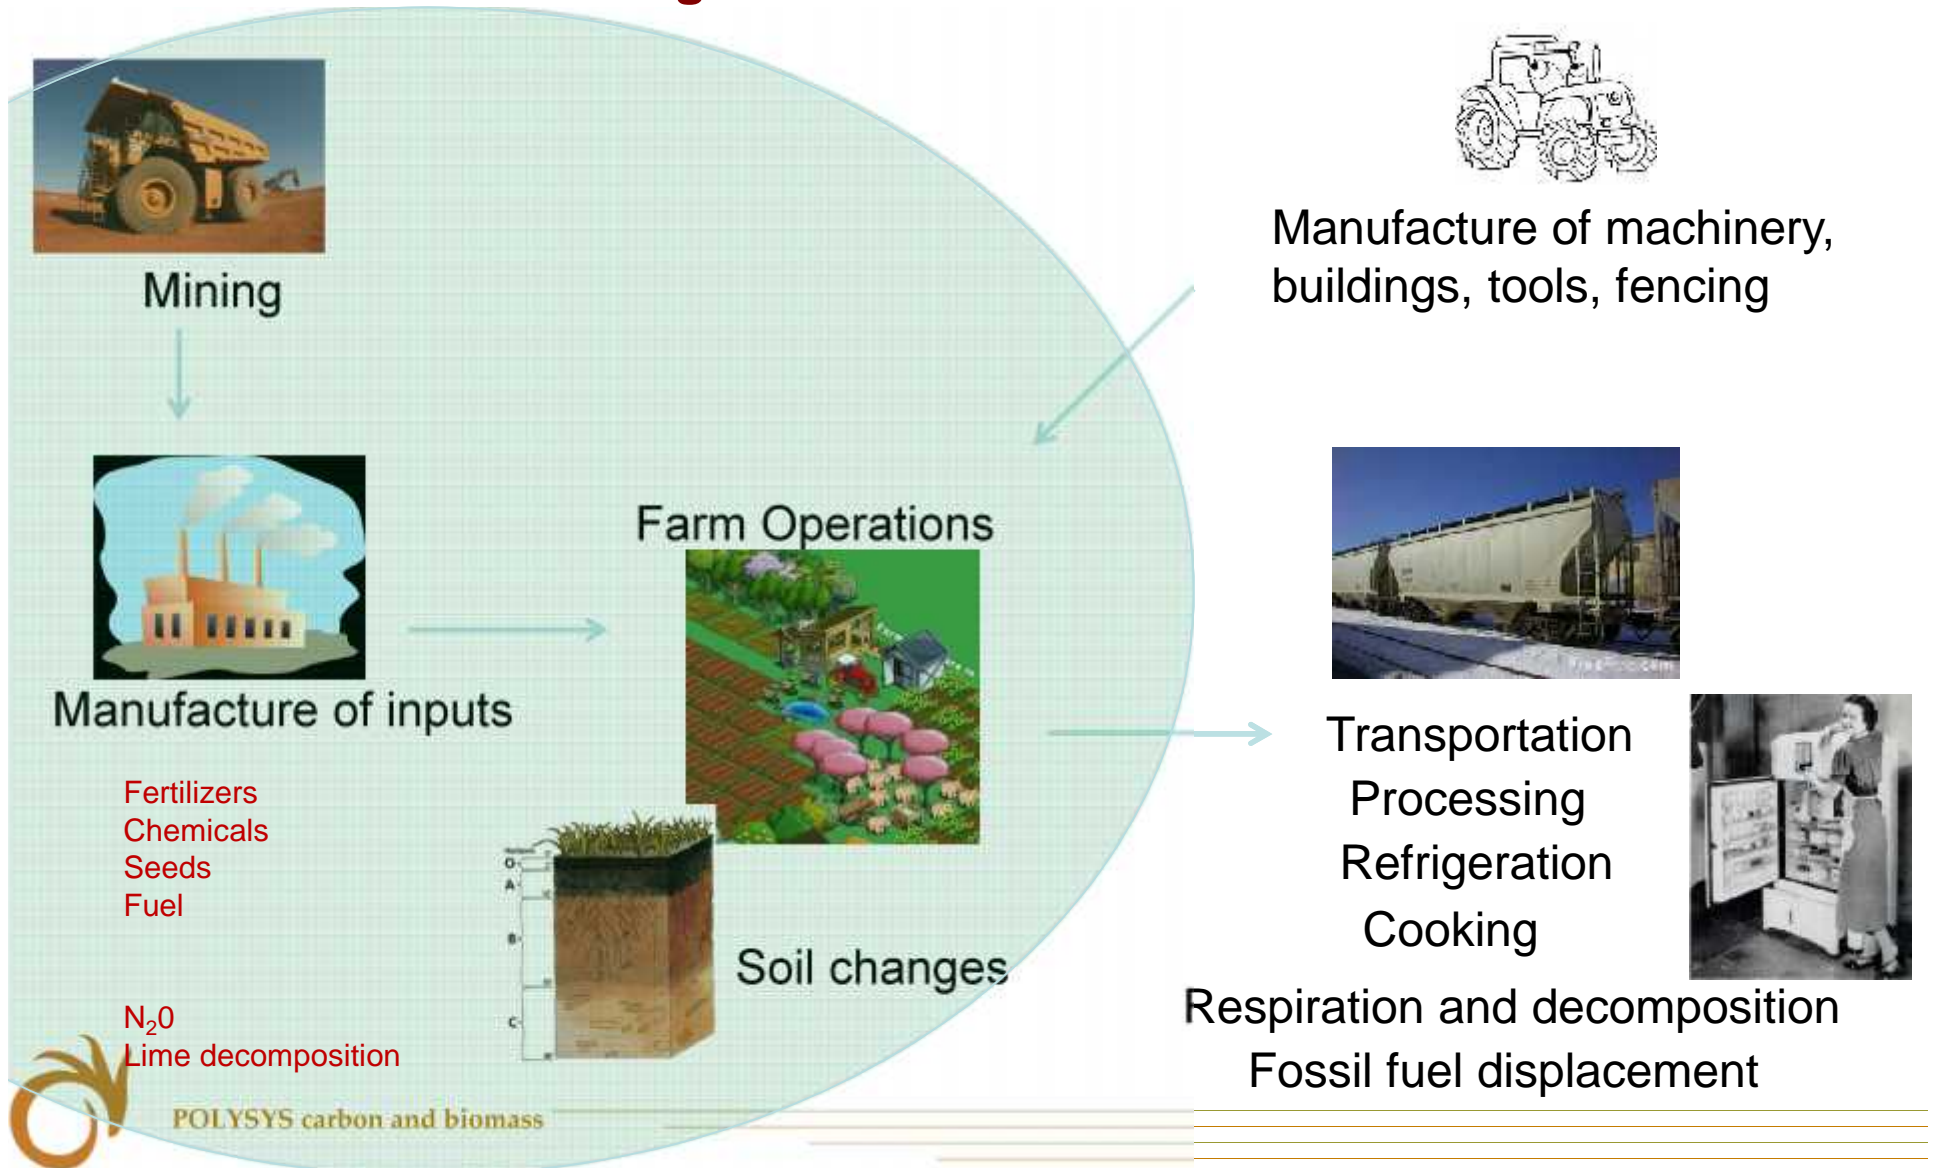 g
Mining
Manufacture of machinery,
buildings, tools, fencing
Farm Operations
Manufacture of inputs
Fertilizers
Chemicals
Seeds
Fuel
N₂0
Lime decomposition
Farm
O
A
B
C
Soil changes
Transportation
Processing
Refrigeration
Cooking
Respiration and decomposition
Fossil fuel displacement
POLYSYS carbon and biomass